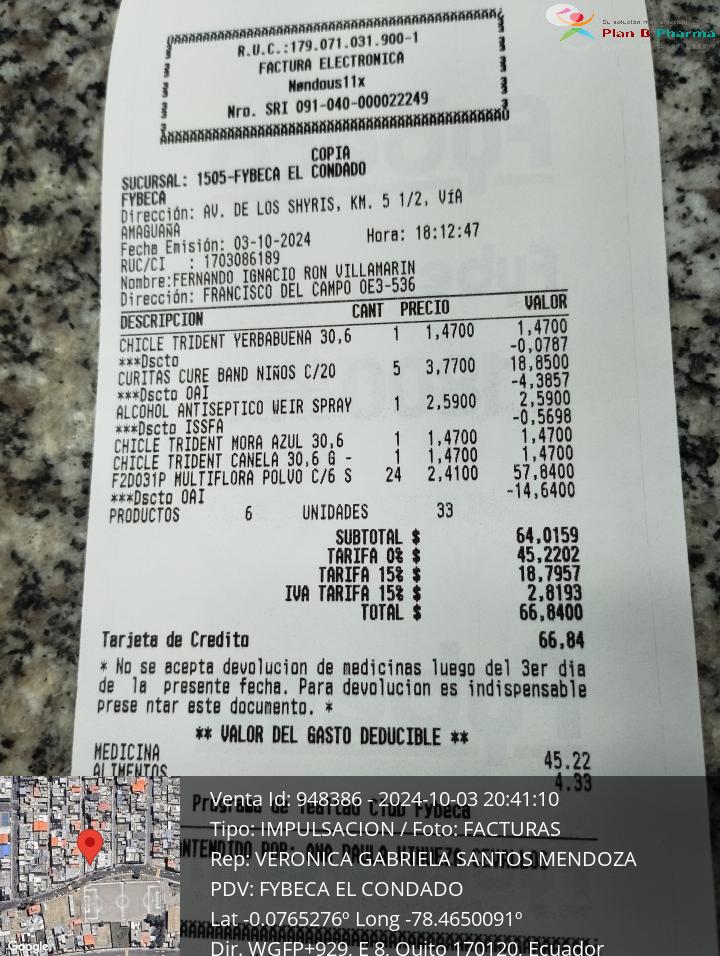 Su solución más efectiva!
Plan B Pharma
R.U.C.:179.071.031.900-1
FACTURA ELECTRONICA
Nendous11x
Nro. SRI 091-040-000022249
COPIA
SUCURSAL: 1505-FYBECA EL CONDADO
FYBECA
Dirección: AV. DE LOS SHYRIS, KM. 5 1/2, VíA
AMAGUAÑA
Fecha Emisión: 03-10-2024 Hora: 18:12:47
RUC/CI : 1703086189
Nombre:FERNANDO IGNACIO RON VILLAMARIN
Dirección: FRANCISCO DEL CAMPO OE3-536
DESCRIPCION CANT PRECIO VALOR
CHICLE TRIDENT YERBABUENA 30,6 1 1,4700 1,4700
***Dscto -0,0787
CURITAS CURE BAND NIÑOS C/20 5 3,7700 18,8500
***Dscto OAI -4,3857
ALCOHOL ANTISEPTICO WEIR SPRAY 1 2,5900 2,5900
***Dscto ISSFA -0,5698
CHICLE TRIDENT MORA AZUL 30,6 1 1,4700 1,4700
CHICLE TRIDENT CANELA 30,6 G - 1 1,4700 1,4700
F2D031P MULTIFLORA POLVO C/6 S 24 2,4100 57,8400
***Dscto OAI -14,6400
PRODUCTOS 6 UNIDADES 33
SUBTOTAL $ 64,0159
TARIFA 0% $ 45,2202
TARIFA 15% $ 18,7957
IVA TARIFA 15% $ 2,8193
TOTAL $ 66,8400
Tarjeta de Credito 66,84
* No se acepta devolucion de medicinas luego del 3er dia
de la presente fecha. Para devolucion es indispensable
prese ntar este documento. *
** VALOR DEL GASTO DEDUCIBLE **
MEDICINA 45.22
ALIMENTOS 4.33
Programa de lealtad Club Fybeca
Venta Id: 948386 - 2024-10-03 20:41:10
Tipo: IMPULSACION / Foto: FACTURAS
Rep: VERONICA GABRIELA SANTOS MENDOZA
PDV: FYBECA EL CONDADO
Lat -0.0765276º Long -78.4650091º
Dir. WGFP+929, E 8, Quito 170120, Ecuador
Google